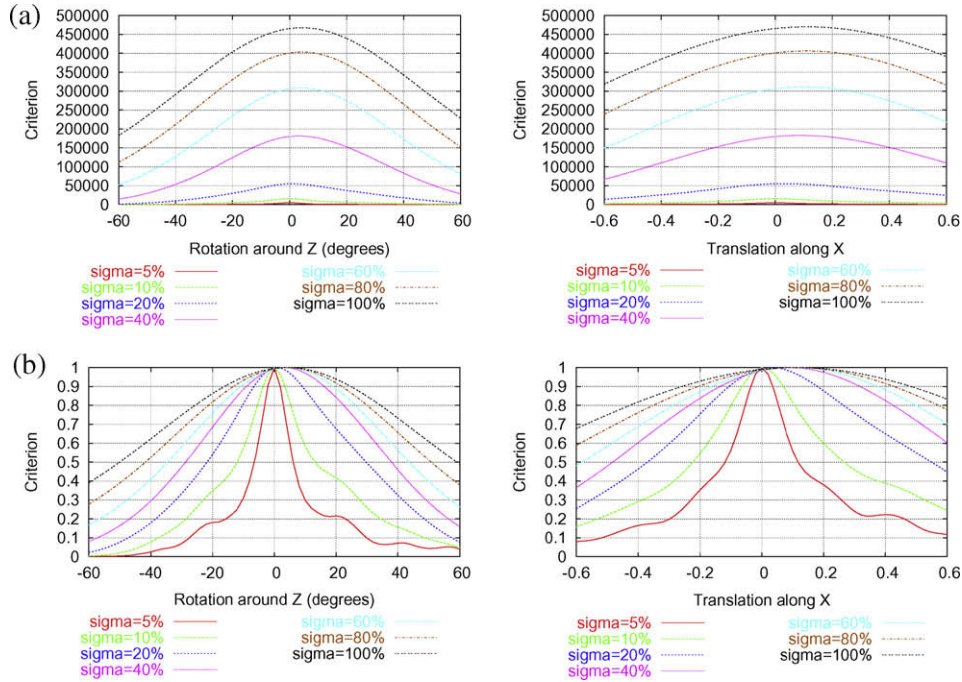 (a)
500000
450000
400000
350000
300000
250000
200000
150000
100000
50000
0
Criterion
-60 -40 -20 0 20 40 60
Rotation around Z (degrees)
sigma=5%
sigma=10%
sigma=20%
sigma=40%
sigma=60%
sigma=80%
sigma=100%
500000
450000
400000
350000
300000
250000
200000
150000
100000
50000
0
Criterion
-0.6 -0.4 -0.2 0 0.2 0.4 0.6
Translation along X
sigma=5%
sigma=10%
sigma=20%
sigma=40%
sigma=60%
sigma=80%
sigma=100%
(b)
1
0.9
0.8
0.7
0.6
0.5
0.4
0.3
0.2
0.1
0
Criterion
-60 -40 -20 0 20 40 60
Rotation around Z (degrees)
sigma=5%
sigma=10%
sigma=20%
sigma=40%
sigma=60%
sigma=80%
sigma=100%
1
0.9
0.8
0.7
0.6
0.5
0.4
0.3
0.2
0.1
0
Criterion
-0.6 -0.4 -0.2 0 0.2 0.4 0.6
Translation along X
sigma=5%
sigma=10%
sigma=20%
sigma=40%
sigma=60%
sigma=80%
sigma=100%